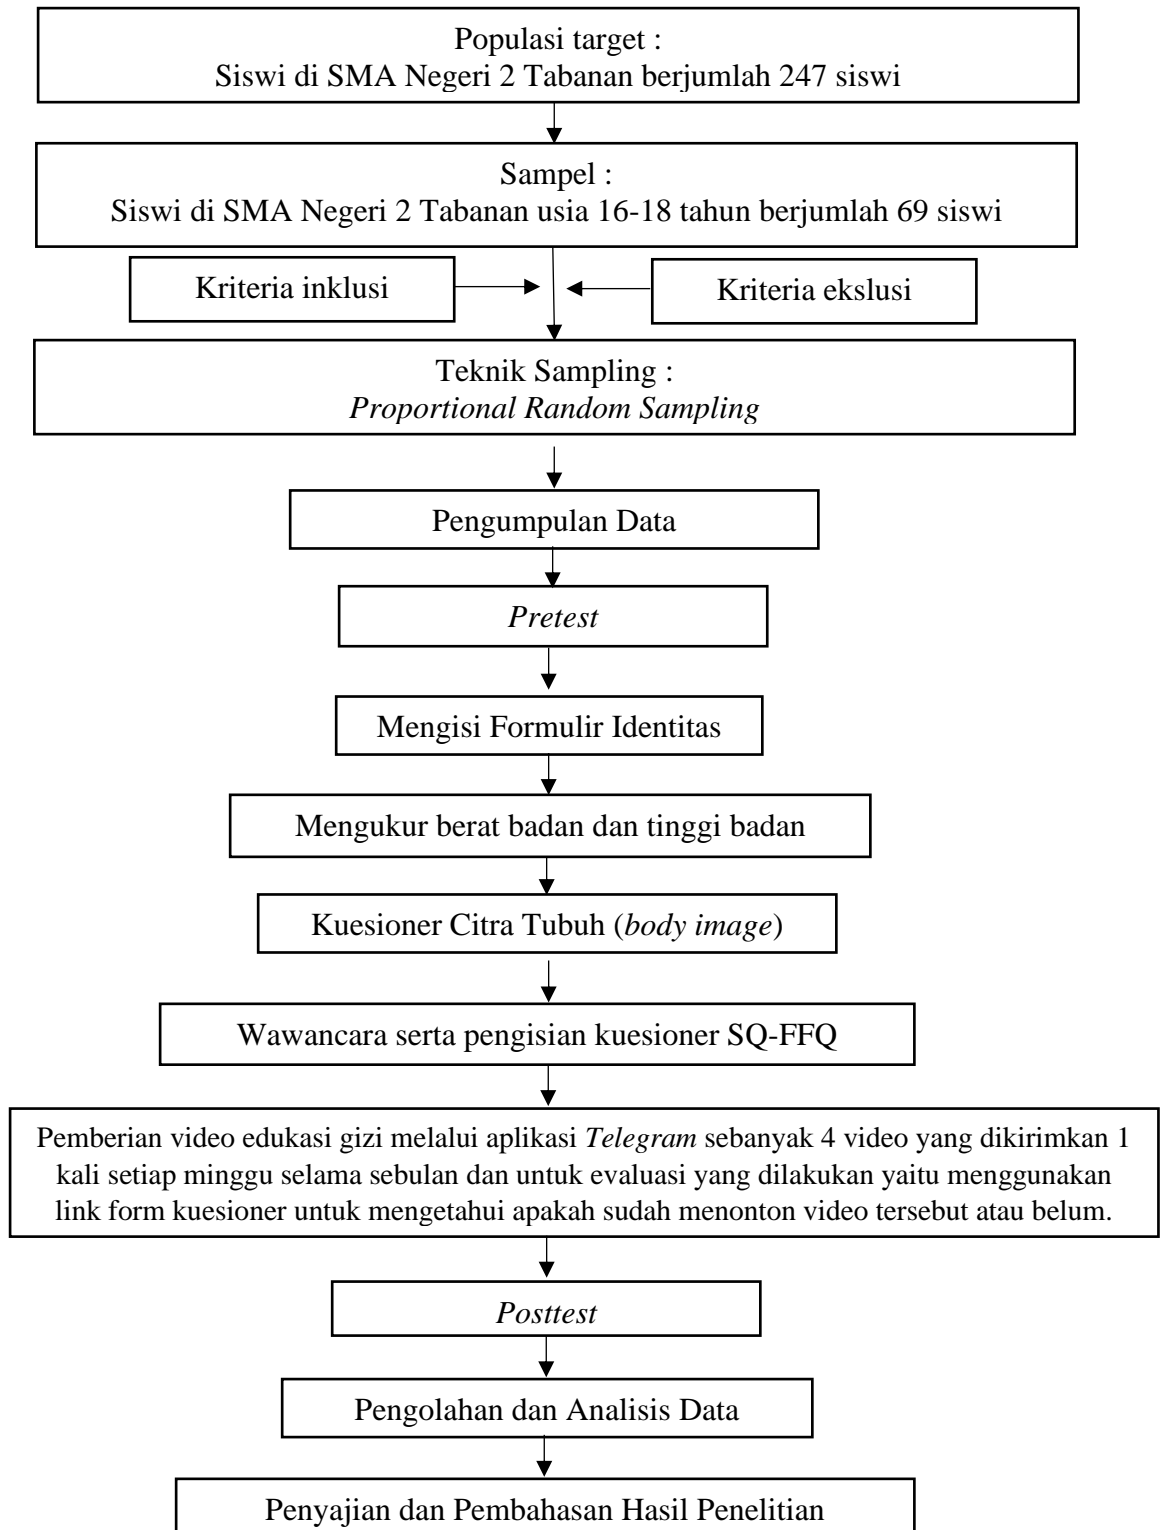 Populasi target :
Siswi di SMA Negeri 2 Tabanan berjumlah 247 siswi
Sampel :
Siswi di SMA Negeri 2 Tabanan usia 16-18 tahun berjumlah 69 siswi
Kriteria inklusi
Kriteria ekslusi
Teknik Sampling :
Proportional Random Sampling
Pengumpulan Data
Pretest
Mengisi Formulir Identitas
Mengukur berat badan dan tinggi badan
Kuesioner Citra Tubuh (body image)
Wawancara serta pengisian kuesioner SQ-FFQ
Pemberian video edukasi gizi melalui aplikasi Telegram sebanyak 4 video yang dikirimkan 1
kali setiap minggu selama sebulan dan untuk evaluasi yang dilakukan yaitu menggunakan
link form kuesioner untuk mengetahui apakah sudah menonton video tersebut atau belum.
Posttest
Pengolahan dan Analisis Data
Penyajian dan Pembahasan Hasil Penelitian